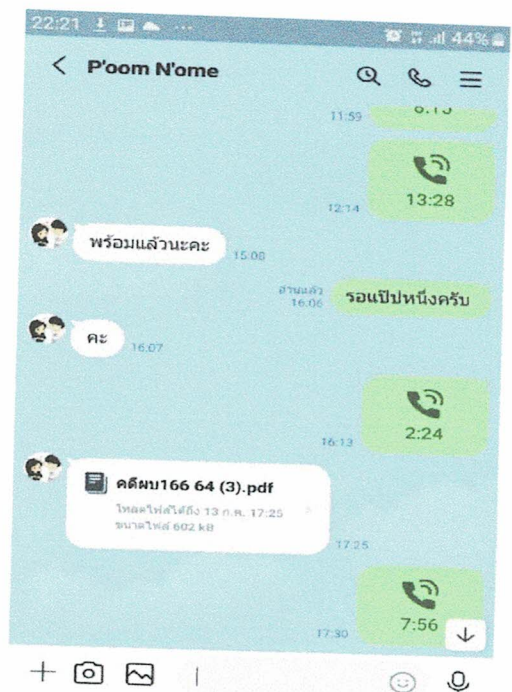 22:21 ... 44%
P'oom N'ome
11:59
12:14 13:28
พร้อมแล้วนะคะ 15:08
อ่านแล้ว
16:06 รอแป๊ปหนึ่งครับ
คะ 16:07
16:13 2:24
คดีผบ166 64 (3).pdf
โหลดไฟล์ได้ถึง 13 ก.ค. 17:25
ขนาดไฟล์ 602 kB
17:25
17:30 7:56